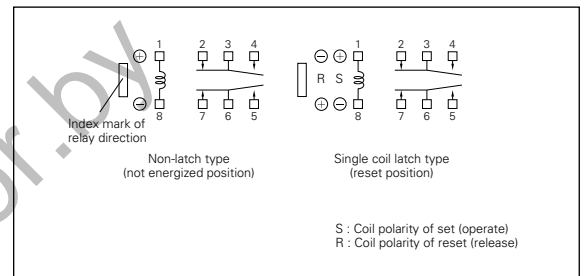 1 2 3 4
8 7 6 5
Index mark of
relay direction
Non-latch type
(not energized position)
⊖ ⊕ 1 2 3 4
R S
⊕ ⊖ 8 7 6 5
Single coil latch type
(reset position)
S : Coil polarity of set (operate)
R : Coil polarity of reset (release)
or.by